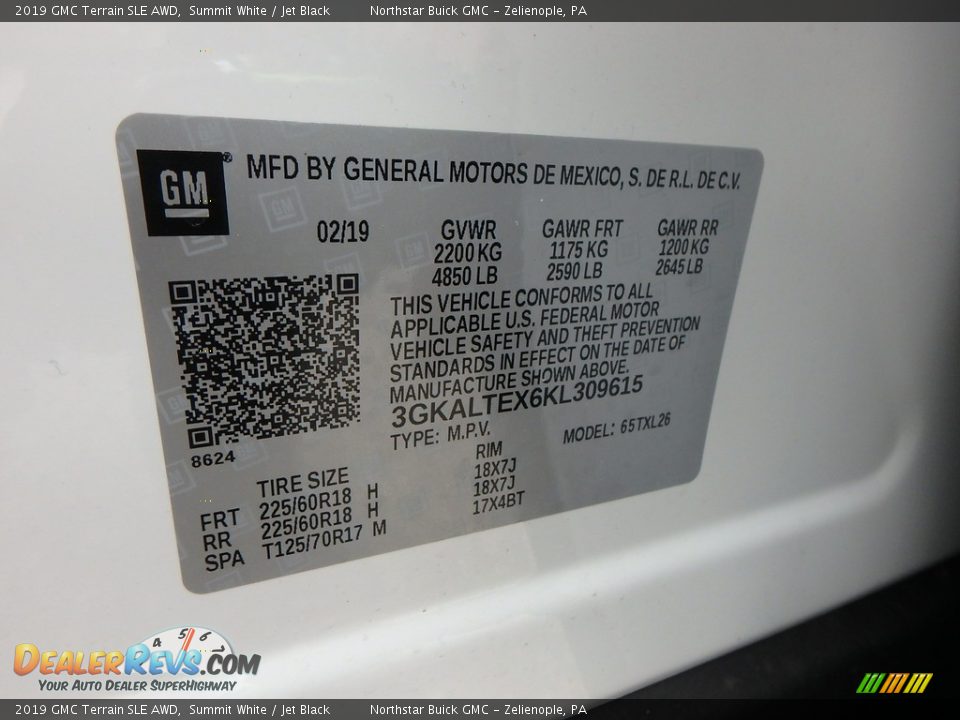 2019 GMC Terrain SLE AWD,  Summit White / Jet Black   Northstar Buick GMC - Zelienople, PA
GM® MFD BY GENERAL MOTORS DE MEXICO, S. DE R.L. DE C.V.
02/19 GVWR GAWR FRT GAWR RR
2200 KG 1175 KG 1200 KG
4850 LB 2590 LB 2645 LB
THIS VEHICLE CONFORMS TO ALL
APPLICABLE U.S. FEDERAL MOTOR
VEHICLE SAFETY AND THEFT PREVENTION
STANDARDS IN EFFECT ON THE DATE OF
MANUFACTURE SHOWN ABOVE.
3GKALTEX6KL309615
TYPE: M.P.V. MODEL: 65TXL26
8624
TIRE SIZE RIM
FRT 225/60R18 H 18X7J
RR 225/60R18 H 18X7J
SPA T125/70R17 M 17X4BT
4 5 6
DEALERREVS.COM
YOUR AUTO DEALER SUPERHIGHWAY
2019 GMC Terrain SLE AWD,  Summit White / Jet Black   Northstar Buick GMC - Zelienople, PA